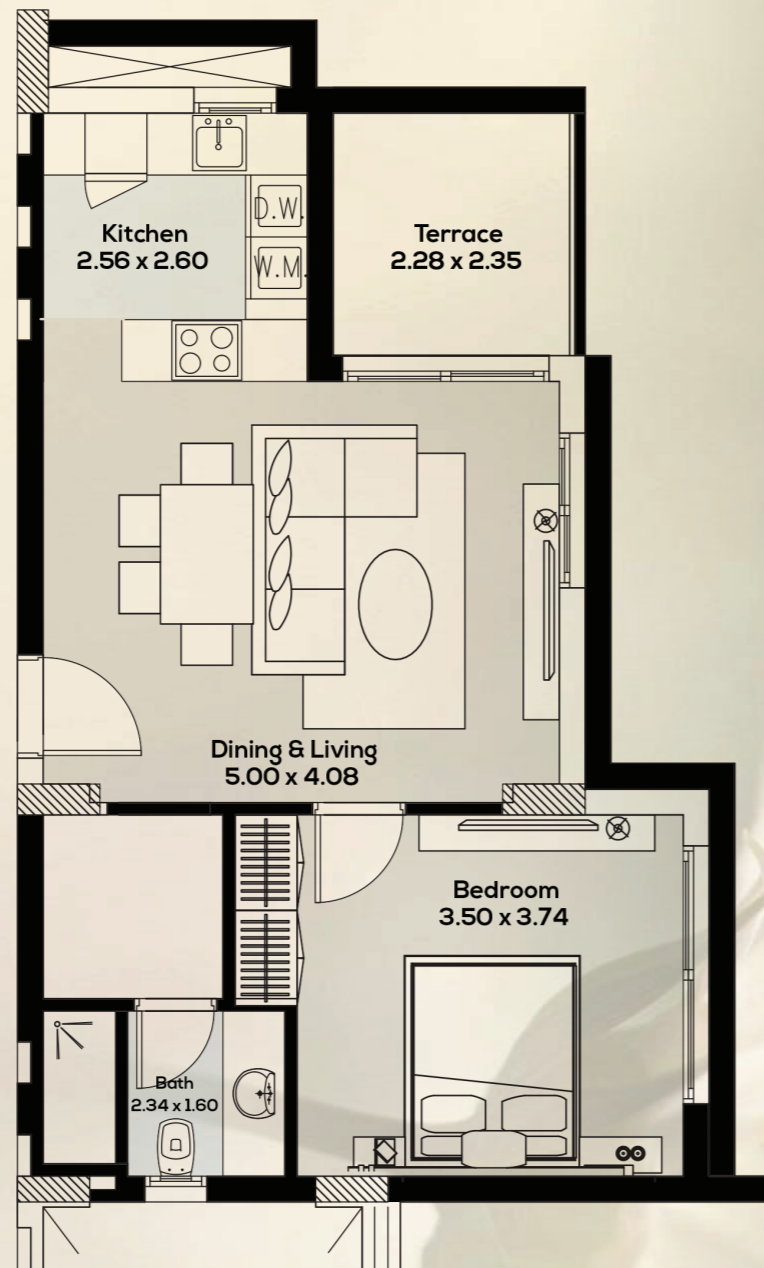 D.W.
Kitchen
2.56 x 2.60
Terrace
2.28 x 2.35
W.M.
Dining & Living
5.00 x 4.08
Bedroom
3.50 x 3.74
Bath
2.34 x 1.60